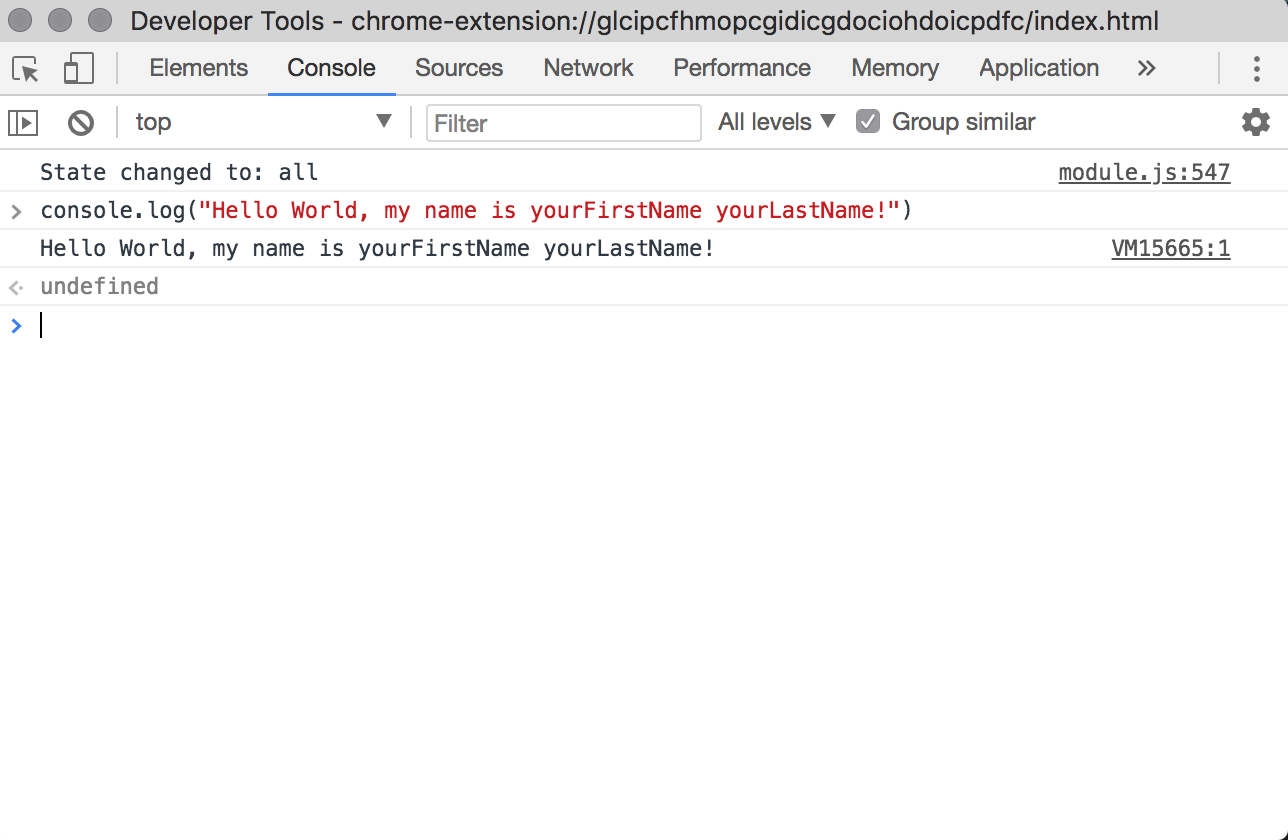 Developer Tools - chrome-extension://glcipcfhmopcgidicgdociohdoicpdfc/index.html
Elements Console Sources Network Performance Memory Application »
top Filter All levels Group similar
State changed to: all module.js:547
> console.log("Hello World, my name is yourFirstName yourLastName!")
Hello World, my name is yourFirstName yourLastName! VM15665:1
undefined
>